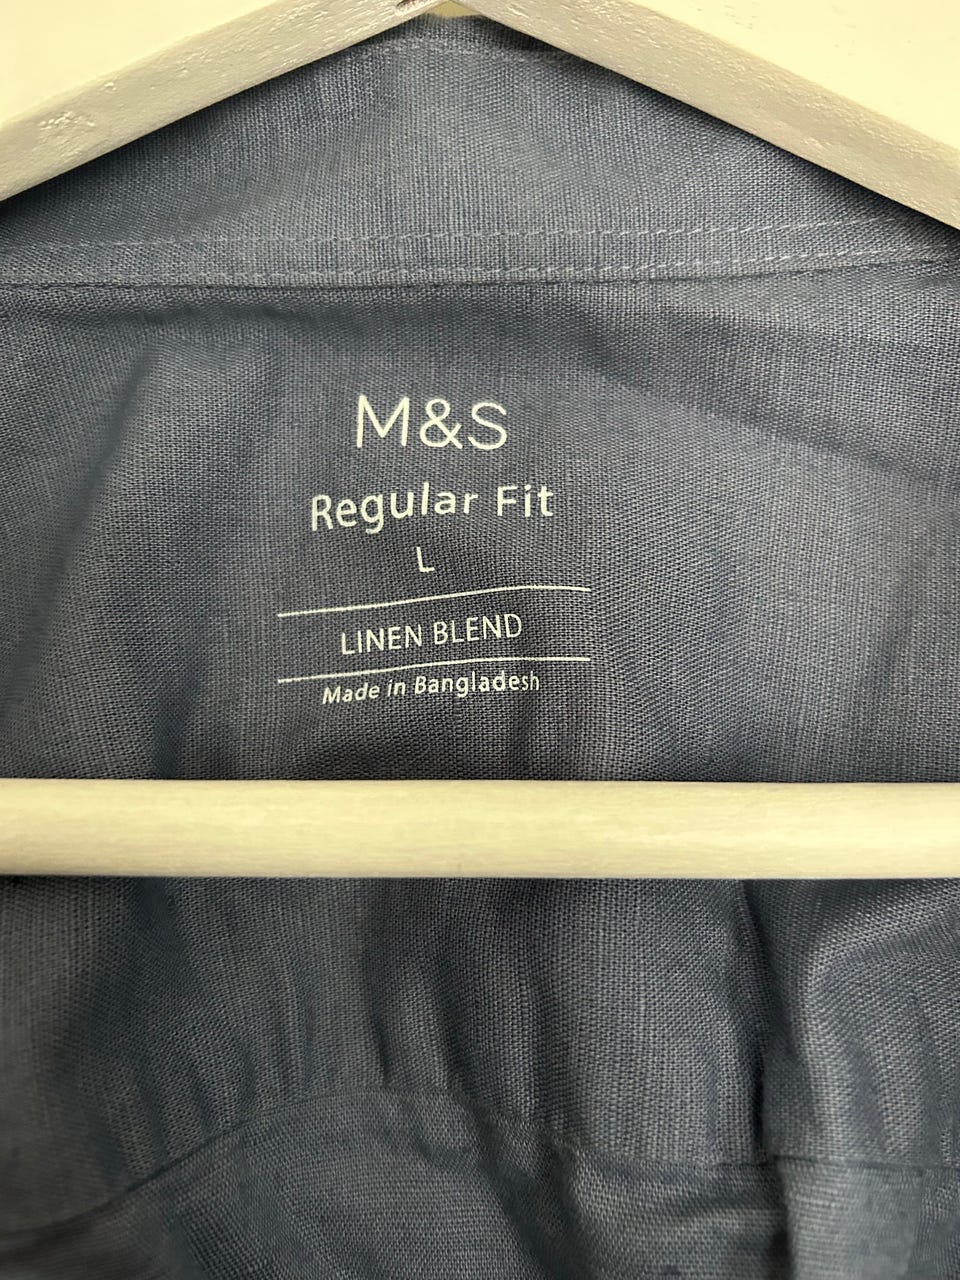 M&S
Regular Fit
L
LINEN BLEND
Made in Bangladesh